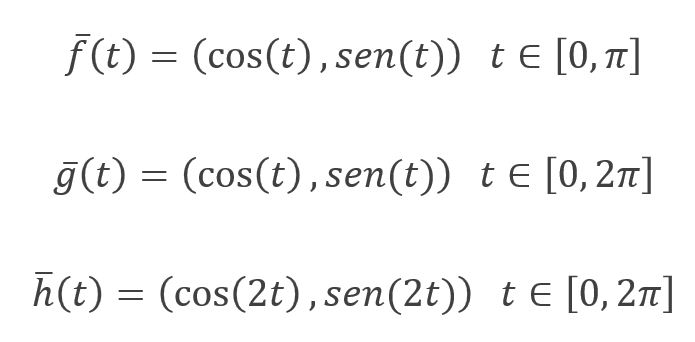 f̄(t) = (cos(t), sen(t)) t ∈ [0, π]
ḡ(t) = (cos(t), sen(t)) t ∈ [0, 2π]
h̄(t) = (cos(2t), sen(2t)) t ∈ [0, 2π]